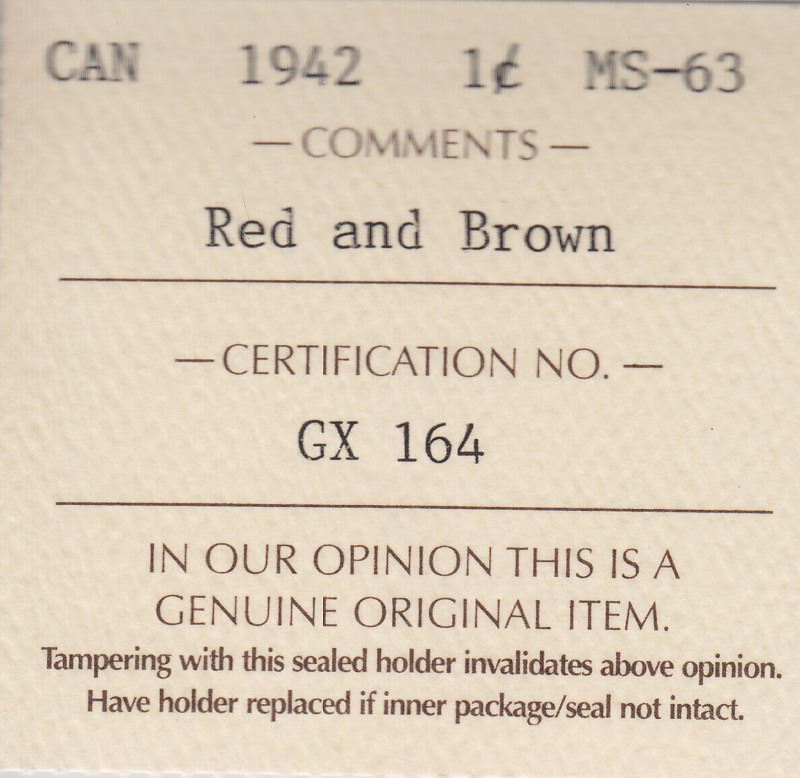 CAN 1942 1¢ MS-63
— COMMENTS —
Red and Brown
— CERTIFICATION NO. —
GX 164
IN OUR OPINION THIS IS A
GENUINE ORIGINAL ITEM.
Tampering with this sealed holder invalidates above opinion.
Have holder replaced if inner package/seal not intact.